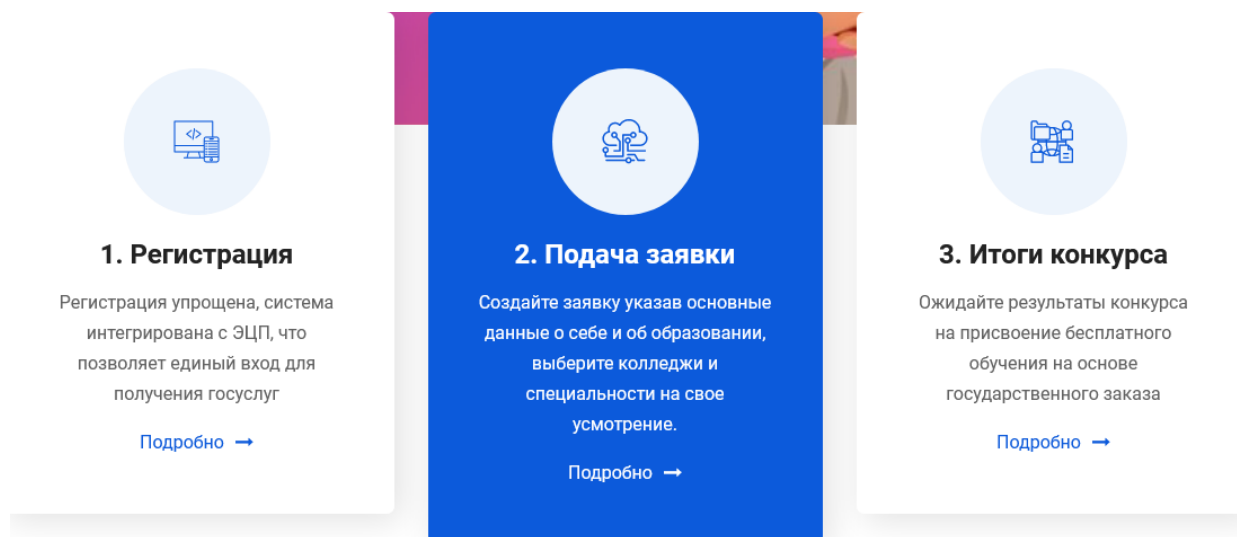 1. Регистрация
Регистрация упрощена, система
интегрирована с ЭЦП, что
позволяет единый вход для
получения госуслуг
Подробно →
2. Подача заявки
Создайте заявку указав основные
данные о себе и об образовании,
выберите колледжи и
специальности на свое
усмотрение.
Подробно →
3. Итоги конкурса
Ожидайте результаты конкурса
на присвоение бесплатного
обучения на основе
государственного заказа
Подробно →